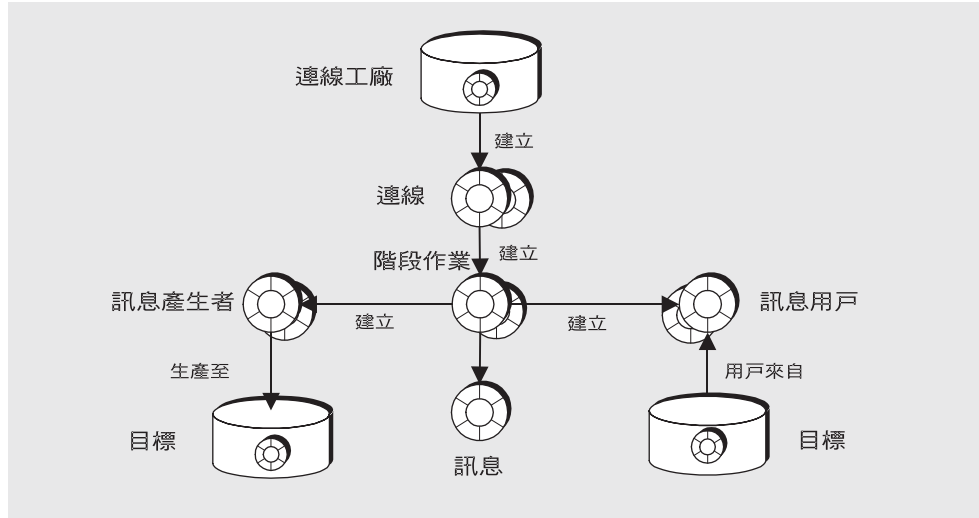 連線工廠
建立
連線
建立
階段作業
訊息產生者
建立
建立
訊息用戶
生產至
用戶來自
目標
訊息
目標